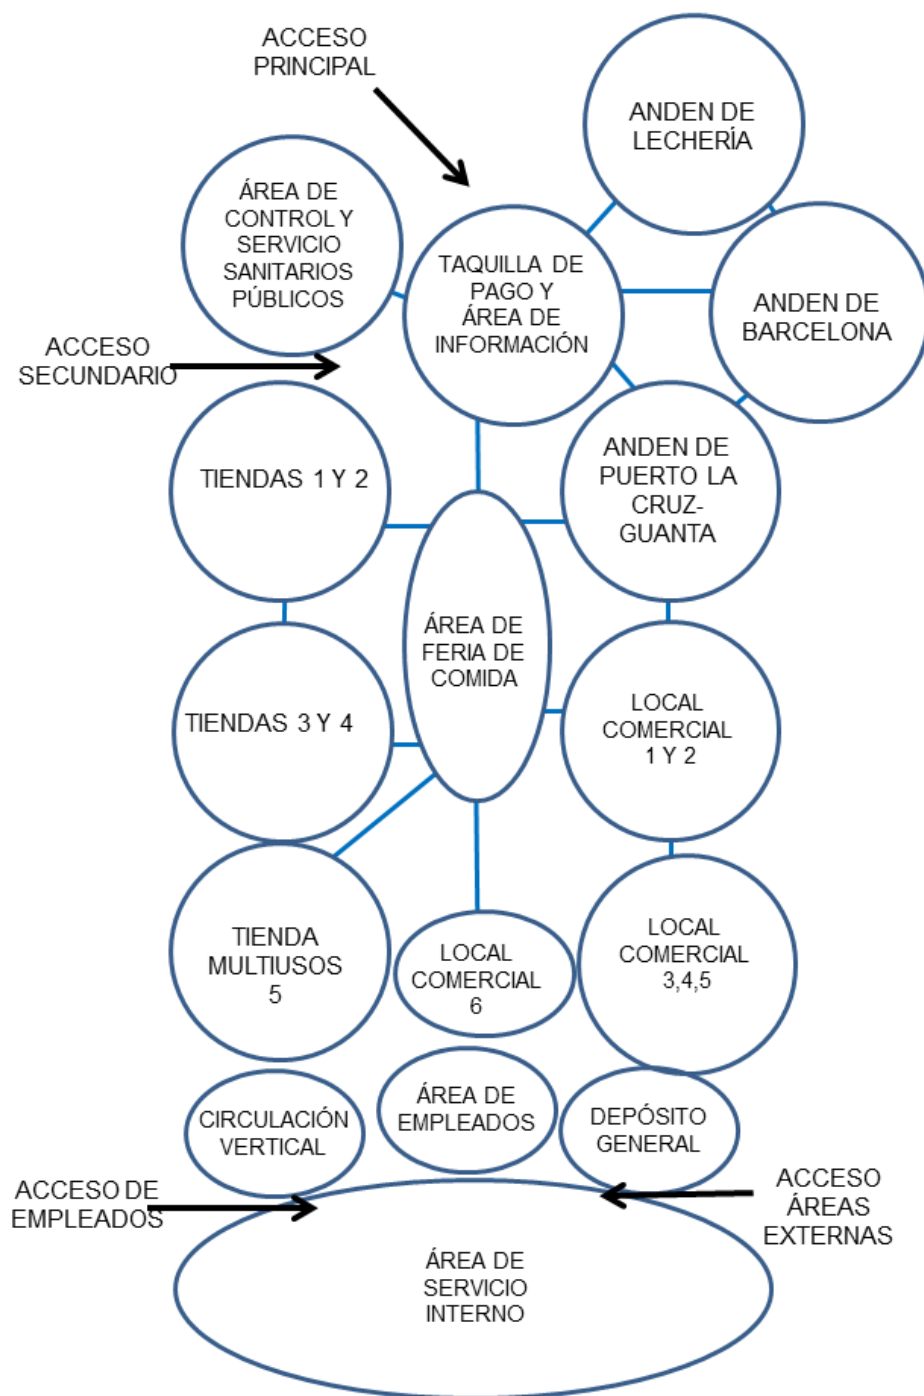 ACCESO
PRINCIPAL
ANDEN DE
LECHERÍA
ÁREA DE
CONTROL Y
SERVICIO
SANITARIOS
PÚBLICOS
TAQUILLA DE
PAGO Y
ÁREA DE
INFORMACIÓN
ANDEN DE
BARCELONA
ACCESO
SECUNDARIO
TIENDAS 1 Y 2
ANDEN DE
PUERTO LA
CRUZ-
GUANTA
ÁREA DE
FERIA DE
COMIDA
TIENDAS 3 Y 4
LOCAL
COMERCIAL
1 Y 2
TIENDA
MULTIUSOS
5
LOCAL
COMERCIAL
6
LOCAL
COMERCIAL
3,4,5
CIRCULACIÓN
VERTICAL
ÁREA DE
EMPLEADOS
DEPÓSITO
GENERAL
ACCESO DE
EMPLEADOS
ACCESO
ÁREAS
EXTERNAS
ÁREA DE
SERVICIO
INTERNO